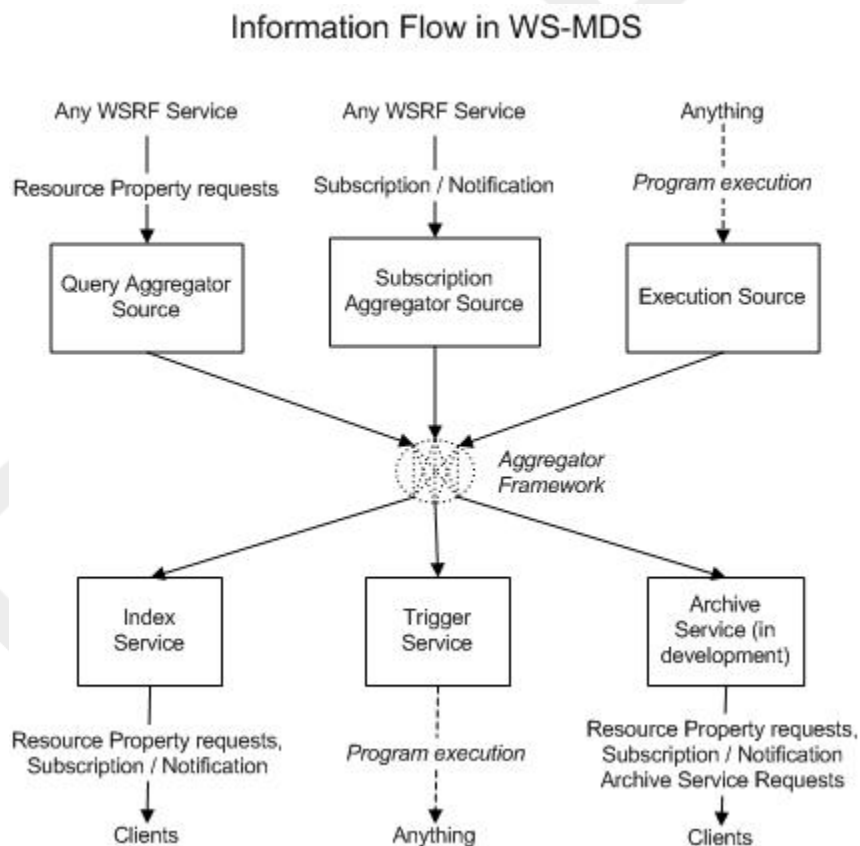 Information Flow in WS-MDS
Any WSRF Service
Any WSRF Service
Anything
Resource Property requests
Subscription / Notification
Program execution
Query Aggregator
Source
Subscription
Aggregator Source
Execution Source
Aggregator
Framework
Index
Service
Trigger
Service
Archive
Service (in
development)
Resource Property requests,
Subscription / Notification
Program execution
Resource Property requests,
Subscription / Notification
Archive Service Requests
Clients
Anything
Clients